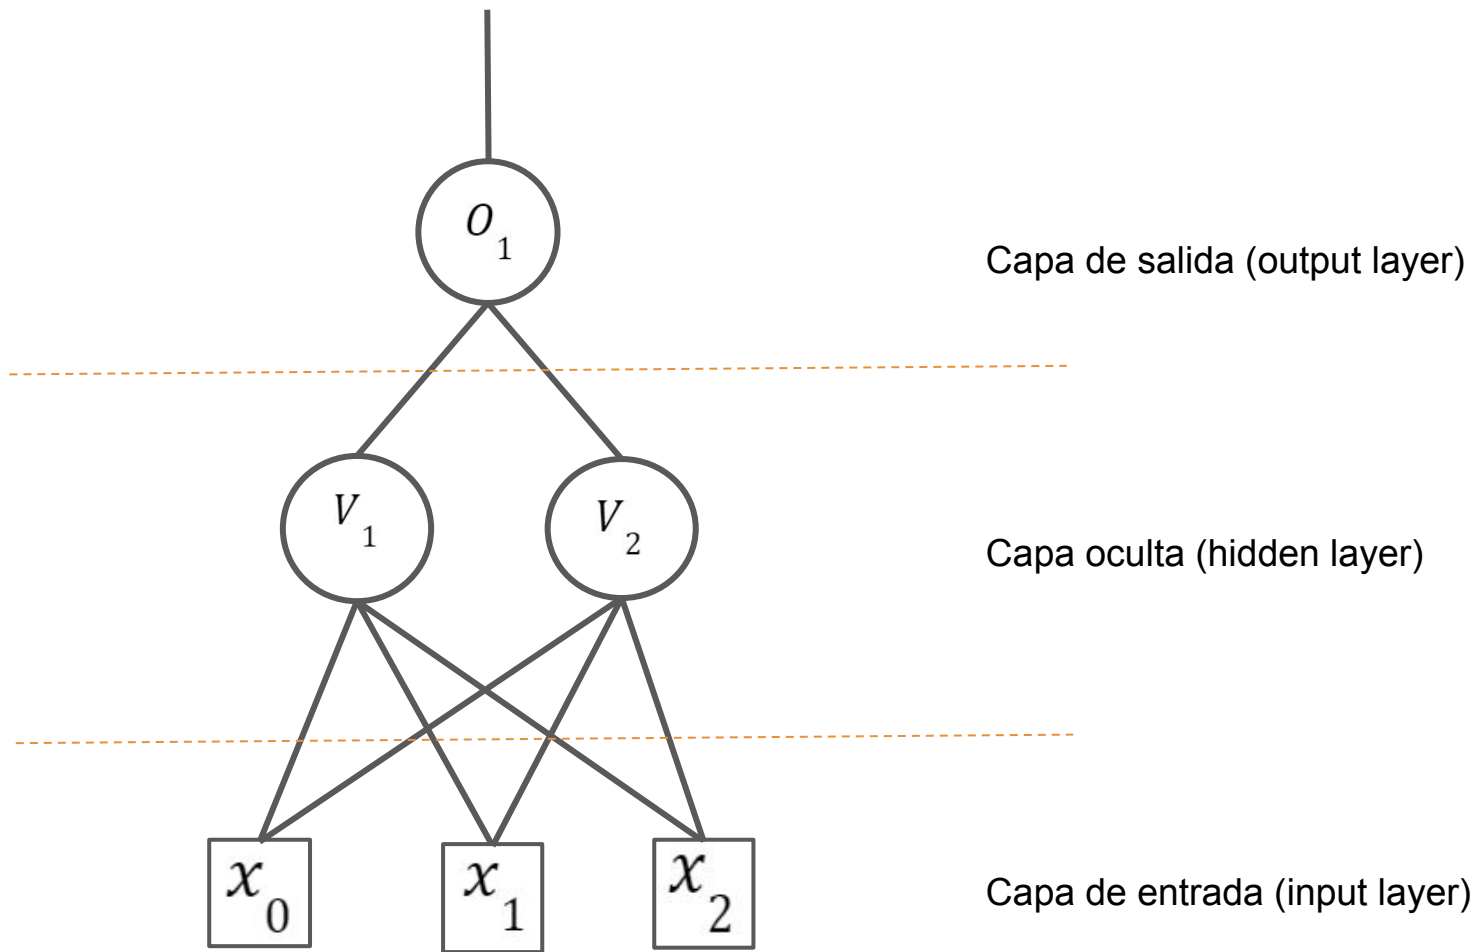 O₁
Capa de salida (output layer)
V₁ V₂
Capa oculta (hidden layer)
x₀ x₁ x₂
Capa de entrada (input layer)